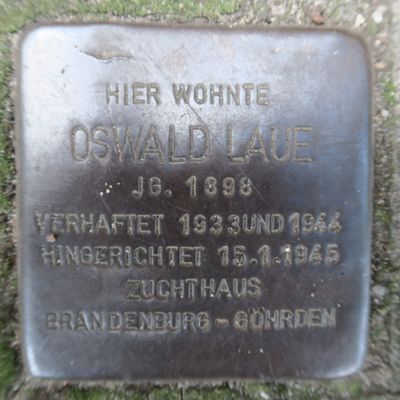 HIER WOHNTE
OSWALD LAUE
JG. 1898
VERHAFTET 1933 UND 1944
HINGERICHTET 15.1.1945
ZUCHTHAUS
BRANDENBURG - GÖHRDEN